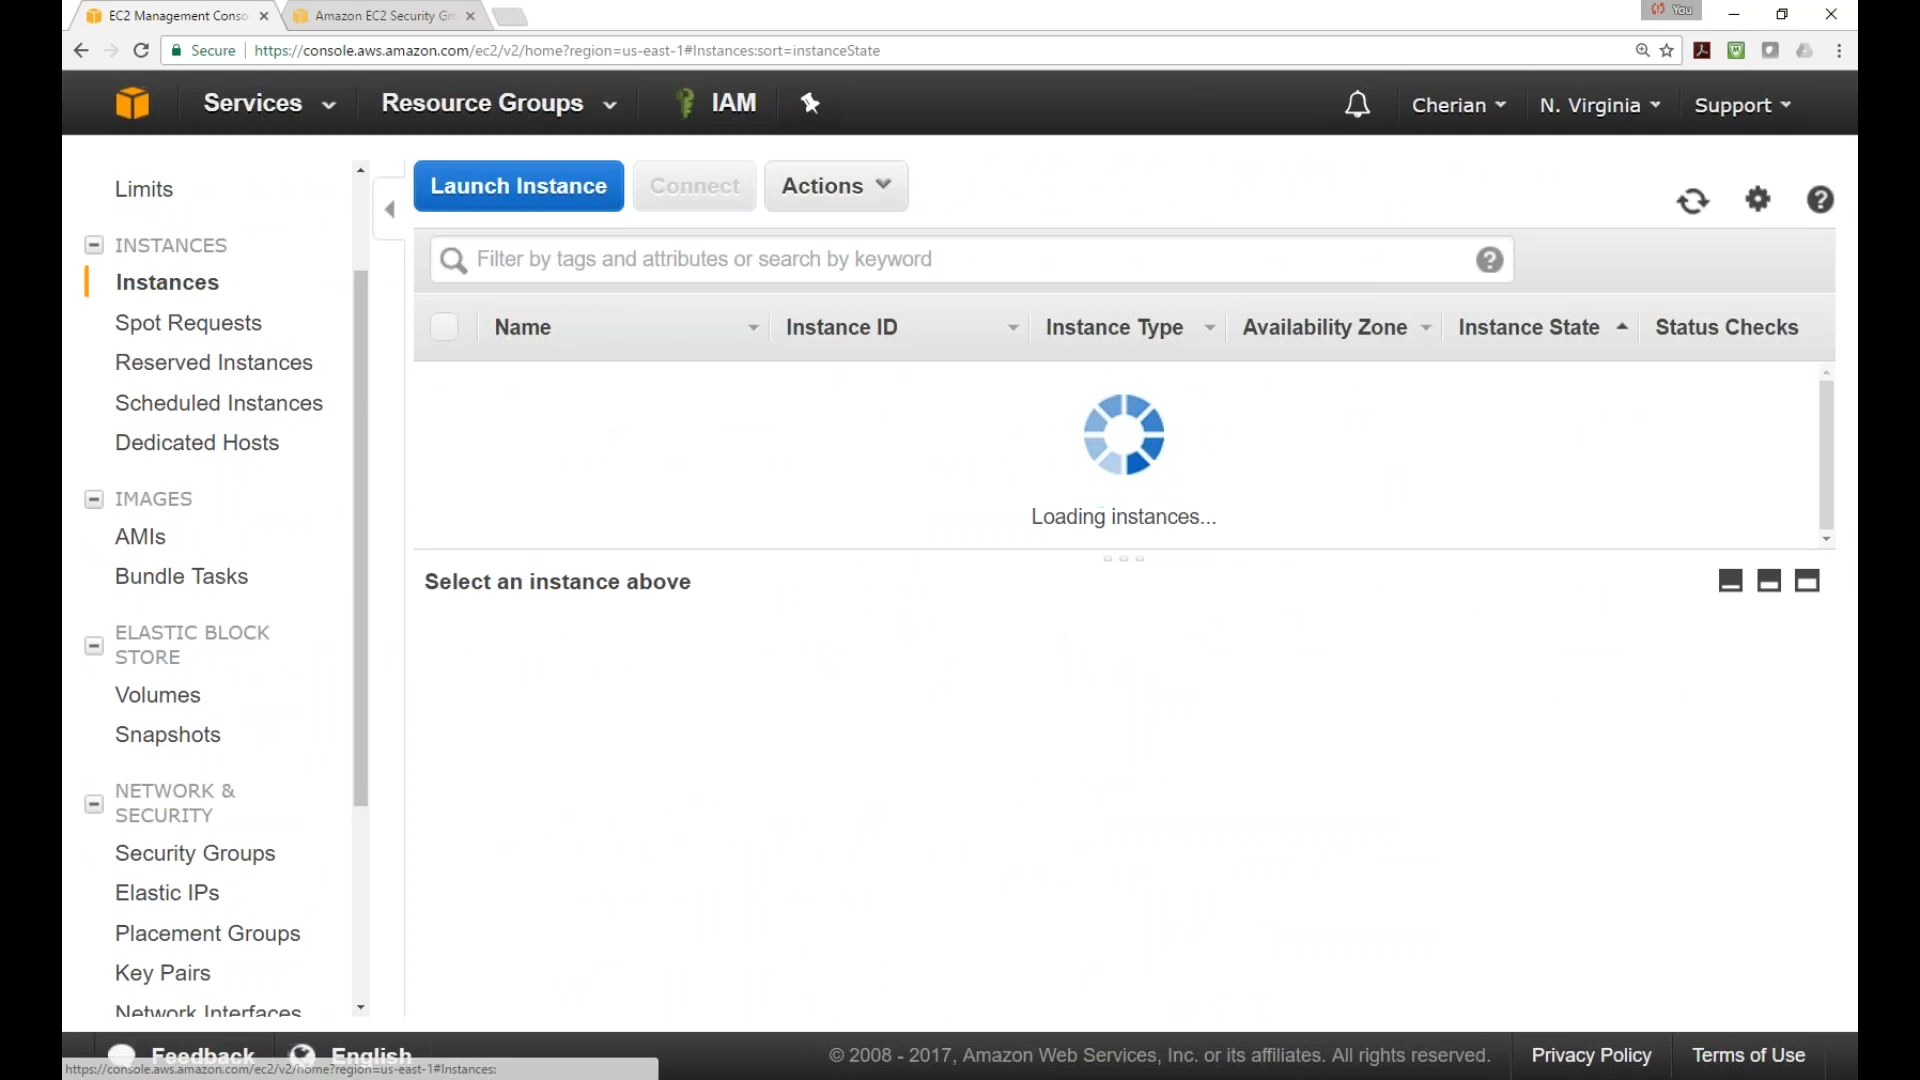 EC2 Management Conso
Amazon EC2 Security Gr
You
Secure
https://console.aws.amazon.com/ec2/v2/home?region=us-east-1#Instances:sort=instanceState
Services
Resource Groups
IAM
Cherian
N. Virginia
Support
Limits
INSTANCES
Instances
Spot Requests
Reserved Instances
Scheduled Instances
Dedicated Hosts
IMAGES
AMIs
Bundle Tasks
ELASTIC BLOCK
STORE
Volumes
Snapshots
NETWORK &
SECURITY
Security Groups
Elastic IPs
Placement Groups
Key Pairs
Network Interfaces
Launch Instance
Connect
Actions
Filter by tags and attributes or search by keyword
Name
Instance ID
Instance Type
Availability Zone
Instance State
Status Checks
Loading instances...
Select an instance above
Feedback
English
© 2008 - 2017, Amazon Web Services, Inc. or its affiliates. All rights reserved.
Privacy Policy
Terms of Use
https://console.aws.amazon.com/ec2/v2/home?region=us-east-1#Instances: